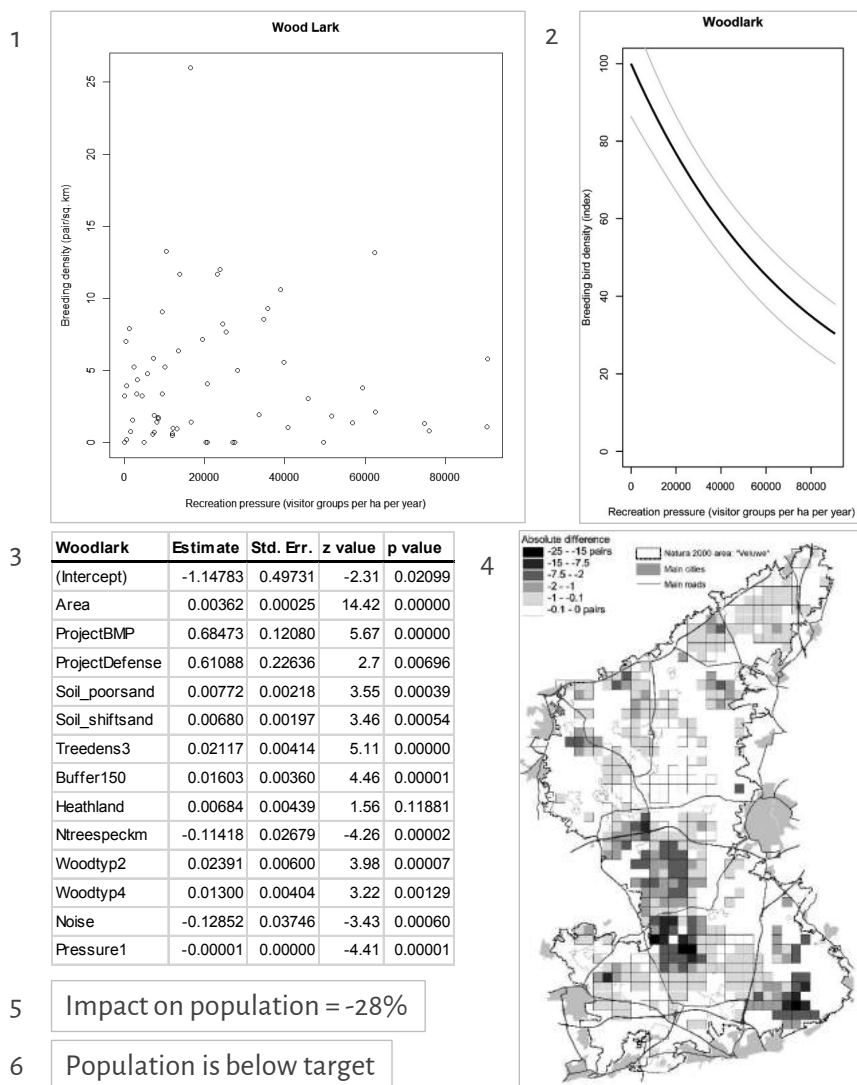 1
Wood Lark
Breeding density (pair/sq. km)
25
20
15
10
5
0
0 20000 40000 60000 80000
Recreation pressure (visitor groups per ha per year)
2
Woodlark
Breeding bird density (index)
100
80
60
40
20
0
0 20000 40000 60000 80000
Recreation pressure (visitor groups per ha per year)
3
Woodlark Estimate Std. Err. z value p value
(Intercept) -1.14783 0.49731 -2.31 0.02099
Area 0.00362 0.00025 14.42 0.00000
ProjectBMP 0.68473 0.12080 5.67 0.00000
ProjectDefense 0.61088 0.22636 2.7 0.00696
Soil_poorsand 0.00772 0.00218 3.55 0.00039
Soil_shiftsand 0.00680 0.00197 3.46 0.00054
Treedens3 0.02117 0.00414 5.11 0.00000
Buffer150 0.01603 0.00360 4.46 0.00001
Heathland 0.00684 0.00439 1.56 0.11881
Ntreespeckm -0.11418 0.02679 -4.26 0.00002
Woodtyp2 0.02391 0.00600 3.98 0.00007
Woodtyp4 0.01300 0.00404 3.22 0.00129
Noise -0.12852 0.03746 -3.43 0.00060
Pressure1 -0.00001 0.00000 -4.41 0.00001
4
Absolute difference
-25 - -15 pairs
-15 - -7.5
-7.5 - -2
-2 - -1
-1 - -0.1
-0.1 - 0 pairs
Natura 2000 area: "Veluwe"
Main cities
Main roads
5
Impact on population = -28%
6
Population is below target